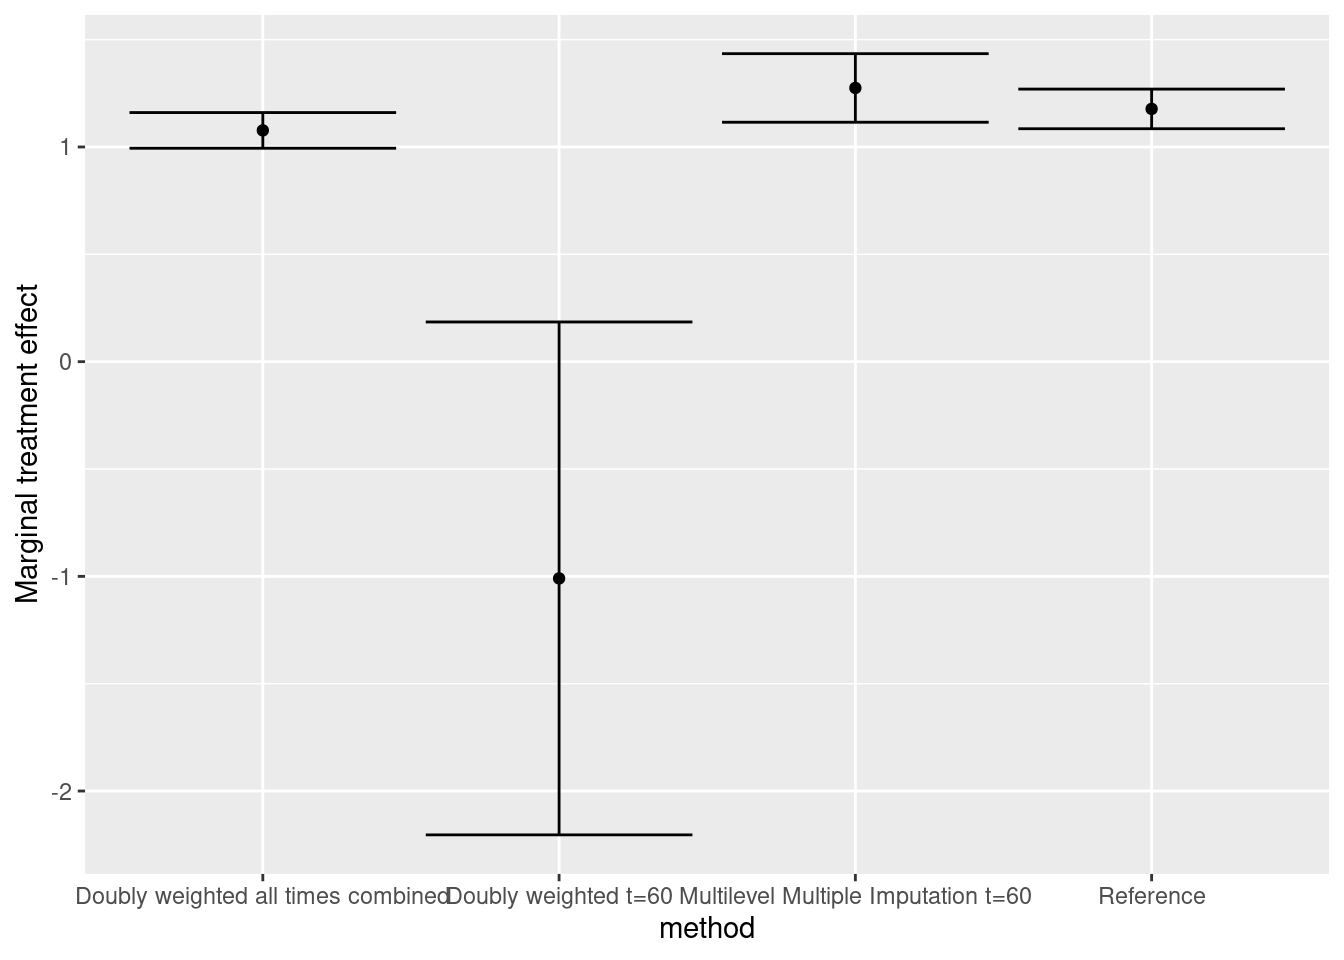 Marginal treatment effect
1
0
-1
-2
Doubly weighted all times combined
Doubly weighted t=60
Multilevel Multiple Imputation t=60
Reference
method